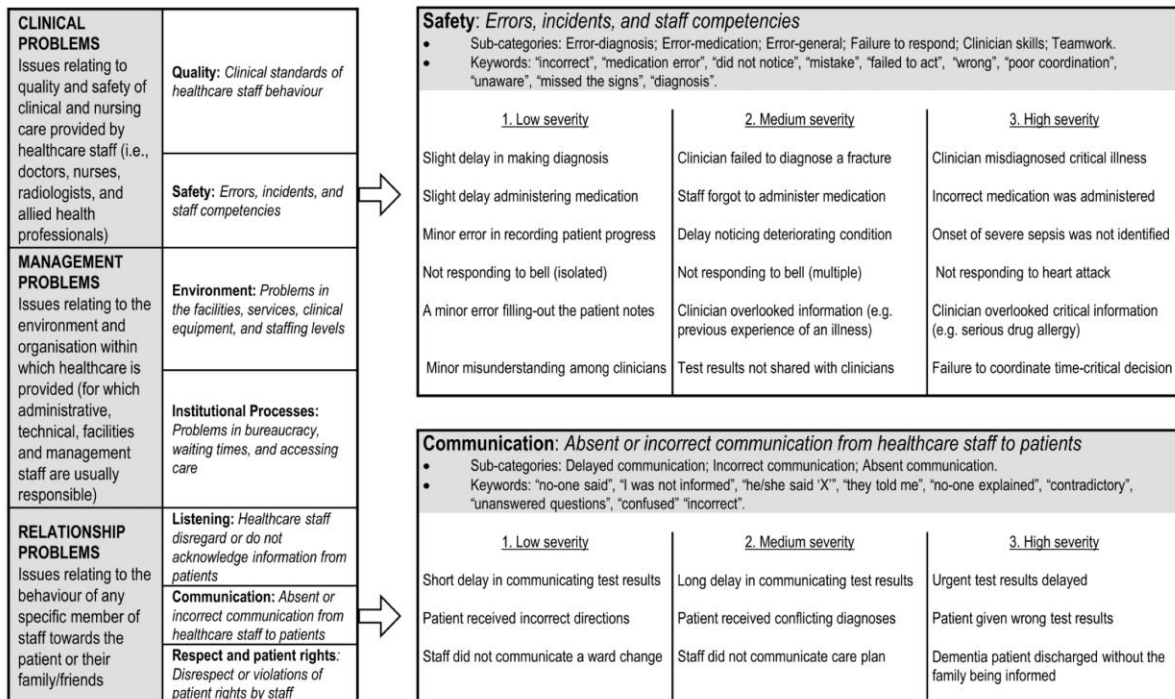 CLINICAL
PROBLEMS
Issues relating to
quality and safety of
clinical and nursing
care provided by
healthcare staff (i.e.,
doctors, nurses,
radiologists, and
allied health
professionals)
Quality: Clinical standards of
healthcare staff behaviour
Safety: Errors, incidents, and
staff competencies
MANAGEMENT
PROBLEMS
Issues relating to the
environment and
organisation within
which healthcare is
provided (for which
administrative,
technical, facilities
and management
staff are usually
responsible)
Environment: Problems in
the facilities, services, clinical
equipment, and staffing levels
Institutional Processes:
Problems in bureaucracy,
waiting times, and accessing
care
RELATIONSHIP
PROBLEMS
Issues relating to the
behaviour of any
specific member of
staff towards the
patient or their
family/friends
Listening: Healthcare staff
disregard or do not
acknowledge information from
patients
Communication: Absent or
incorrect communication from
healthcare staff to patients
Respect and patient rights:
Disrespect or violations of
patient rights by staff
Safety: Errors, incidents, and staff competencies
• Sub-categories: Error-diagnosis; Error-medication; Error-general; Failure to respond; Clinician skills; Teamwork.
• Keywords: “incorrect”, “medication error”, “did not notice”, “mistake”, “failed to act”, “wrong”, “poor coordination”,
“unaware”, “missed the signs”, “diagnosis”.
1. Low severity
Slight delay in making diagnosis
Slight delay administering medication
Minor error in recording patient progress
Not responding to bell (isolated)
A minor error filling-out the patient notes
Minor misunderstanding among clinicians
2. Medium severity
Clinician failed to diagnose a fracture
Staff forgot to administer medication
Delay noticing deteriorating condition
Not responding to bell (multiple)
Clinician overlooked information (e.g.
previous experience of an illness)
Test results not shared with clinicians
3. High severity
Clinician misdiagnosed critical illness
Incorrect medication was administered
Onset of severe sepsis was not identified
Not responding to heart attack
Clinician overlooked critical information
(e.g. serious drug allergy)
Failure to coordinate time-critical decision
Communication: Absent or incorrect communication from healthcare staff to patients
• Sub-categories: Delayed communication; Incorrect communication; Absent communication.
• Keywords: “no-one said”, “I was not informed”, “he/she said ‘X’”, “they told me”, “no-one explained”, “contradictory”,
“unanswered questions”, “confused” “incorrect”.
1. Low severity
Short delay in communicating test results
Patient received incorrect directions
Staff did not communicate a ward change
2. Medium severity
Long delay in communicating test results
Patient received conflicting diagnoses
Staff did not communicate care plan
3. High severity
Urgent test results delayed
Patient given wrong test results
Dementia patient discharged without the
family being informed